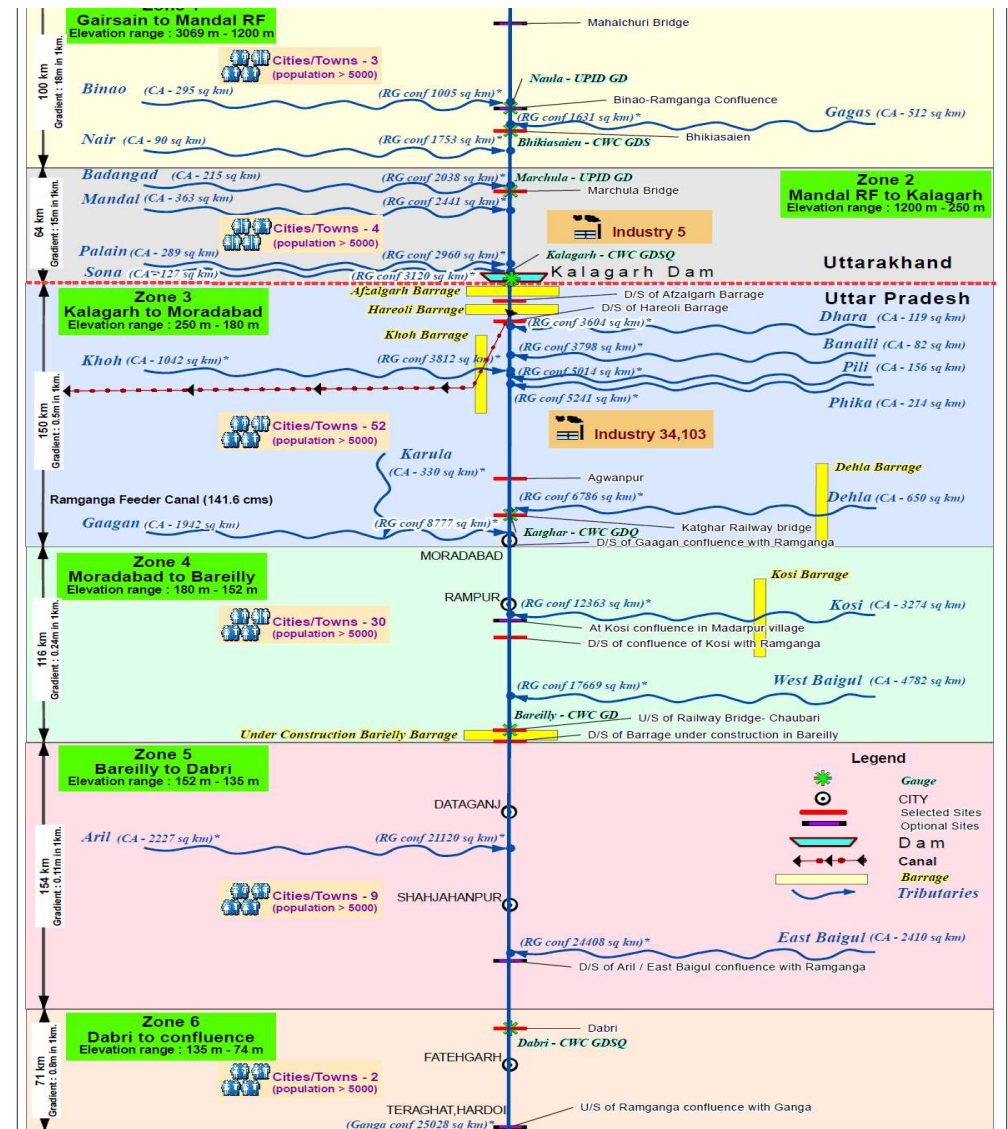 Gairsain to Mandal RF
Elevation range : 3069 m - 1200 m
Mahalchuri Bridge
100 km
Gradient : 18m in 1km.
Cities/Towns - 3
(population > 5000)
Naula - UPID GD
Binao (CA - 295 sq km)
(RG conf 1005 sq km)*
Binao-Ramganga Confluence
(RG conf 1631 sq km)*
Gagas (CA - 512 sq km)
Bhikiasaien
Nair (CA - 90 sq km)
(RG conf 1753 sq km)*
Bhikiasaien - CWC GDS
64 km
Gradient : 15m in 1km.
Badangad (CA - 215 sq km)
(RG conf 2038 sq km)*
Marchula - UPID GD
Marchula Bridge
Zone 2
Mandal RF to Kalagarh
Elevation range : 1200 m - 250 m
Mandal (CA - 363 sq km)
(RG conf 2441 sq km)*
Cities/Towns - 4
(population > 5000)
Industry 5
Palain (CA - 289 sq km)
(RG conf 2960 sq km)*
Kalagarh - CWC GDSQ
Sona (CA - 127 sq km)
(RG conf 3120 sq km)*
Kalagarh Dam
Uttarakhand
Uttar Pradesh
Zone 3
Kalagarh to Moradabad
Elevation range : 250 m - 180 m
150 km
Gradient : 0.5m in 1km.
Afzalgarh Barrage
D/S of Afzalgarh Barrage
Hareoli Barrage
D/S of Hareoli Barrage
(RG conf 3604 sq km)*
Dhara (CA - 119 sq km)
Khoh Barrage
(RG conf 3798 sq km)*
Banaili (CA - 82 sq km)
Khoh (CA - 1042 sq km)*
(RG conf 3812 sq km)*
(RG conf 5014 sq km)*
Pili (CA - 156 sq km)
(RG conf 5241 sq km)*
Phika (CA - 214 sq km)
Cities/Towns - 52
(population > 5000)
Industry 34,103
Karula
(CA - 330 sq km)*
Agwanpur
Dehla Barrage
Ramganga Feeder Canal (141.6 cms)
(RG conf 6786 sq km)*
Dehla (CA - 650 sq km)
Gaagan (CA - 1942 sq km)*
(RG conf 8777 sq km)*
Katghar Railway bridge
Katghar - CWC GDQ
D/S of Gaagan confluence with Ramganga
MORADABAD
Zone 4
Moradabad to Bareilly
Elevation range : 180 m - 152 m
116 km
Gradient : 0.24m in 1km.
Kosi Barrage
RAMPUR
(RG conf 12363 sq km)*
Kosi (CA - 3274 sq km)
Cities/Towns - 30
(population > 5000)
At Kosi confluence in Madarpur village
D/S of confluence of Kosi with Ramganga
(RG conf 17669 sq km)*
West Baigul (CA - 4782 sq km)
Bareilly - CWC GD
U/S of Railway Bridge- Chaubari
Under Construction Barielly Barrage
D/S of Barrage under construction in Bareilly
Zone 5
Bareilly to Dabri
Elevation range : 152 m - 135 m
154 km
Gradient : 0.11m in 1km.
Legend
Gauge
CITY
Selected Sites
Optional Sites
Dam
Canal
Barrage
Tributaries
DATAGANJ
Aril (CA - 2227 sq km)*
(RG conf 21120 sq km)*
Cities/Towns - 9
(population > 5000)
SHAHJAHANPUR
(RG conf 24408 sq km)*
East Baigul (CA - 2410 sq km)
D/S of Aril / East Baigul confluence with Ramganga
Zone 6
Dabri to confluence
Elevation range : 135 m - 74 m
71 km
Gradient : 0.8m in 1km.
Dabri
Dabri - CWC GDSQ
FATEHGARH
Cities/Towns - 2
(population > 5000)
TERAGHAT,HARDOI
U/S of Ramganga confluence with Ganga
(Ganga conf 25028 sq km)*